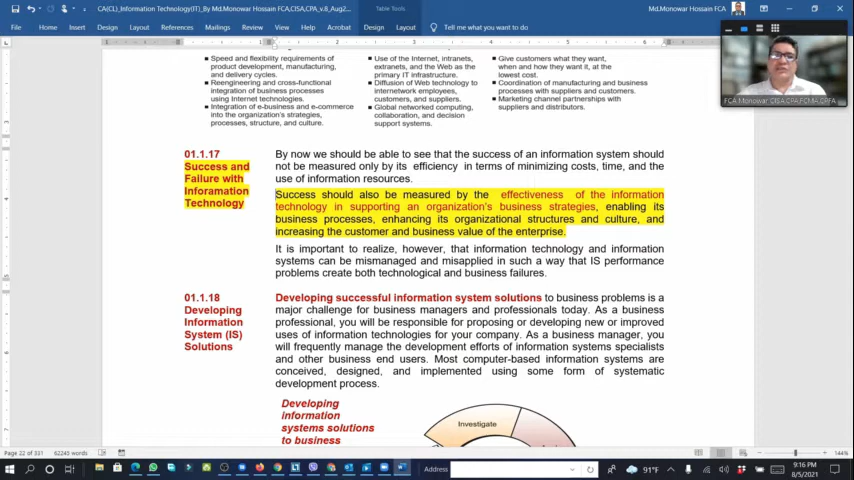 CA(CL)_Information Technology(IT)_By Md.Monowar Hossain FCA,CISA,CPA_v.8_Aug2...
Table Tools
Md.Monowar Hossain FCA,CISA,CPA
File Home Insert Draw Design Layout References Mailings Review View Help Acrobat Design Layout Tell me what you want to do
Speed and flexibility requirements of
product development, manufacturing,
and delivery cycles.
Reengineering and cross-functional
integration of business processes
using Internet technologies.
Integration of e-business and e-commerce
into the organization's strategies,
processes, structure, and culture.
Use of the Internet, intranets,
extranets, and the Web as the
primary IT infrastructure.
Diffusion of Web technology to
internetwork employees,
customers, and suppliers.
Global networked computing,
collaboration, and decision
support systems.
Give customers what they want,
when and how they want it, at the
lowest cost.
Coordination of manufacturing and business
processes with suppliers and customers.
Marketing channel partnerships with
suppliers and distributors.
FCA Monowar CISA,CPA,FCMA,CPFA
01.1.17
Success and
Failure with
Inforamation
Technology
By now we should be able to see that the success of an information system should
not be measured only by its efficiency in terms of minimizing costs, time, and the
use of information resources.
Success should also be measured by the effectiveness of the information
technology in supporting an organization's business strategies, enabling its
business processes, enhancing its organizational structures and culture, and
increasing the customer and business value of the enterprise.
It is important to realize, however, that information technology and information
systems can be mismanaged and misapplied in such a way that IS performance
problems create both technological and business failures.
01.1.18
Developing
Information
System (IS)
Solutions
Developing successful information system solutions to business problems is a
major challenge for business managers and professionals today. As a business
professional, you will be responsible for proposing or developing new or improved
uses of information technologies for your company. As a business manager, you
will frequently manage the development efforts of information systems specialists
and other business end users. Most computer-based information systems are
conceived, designed, and implemented using some form of systematic
development process.
Developing
information
systems solutions
to business
Investigate
Page 22 of 331 62249 words
144%
Address
91°F
9:16 PM
8/5/2021